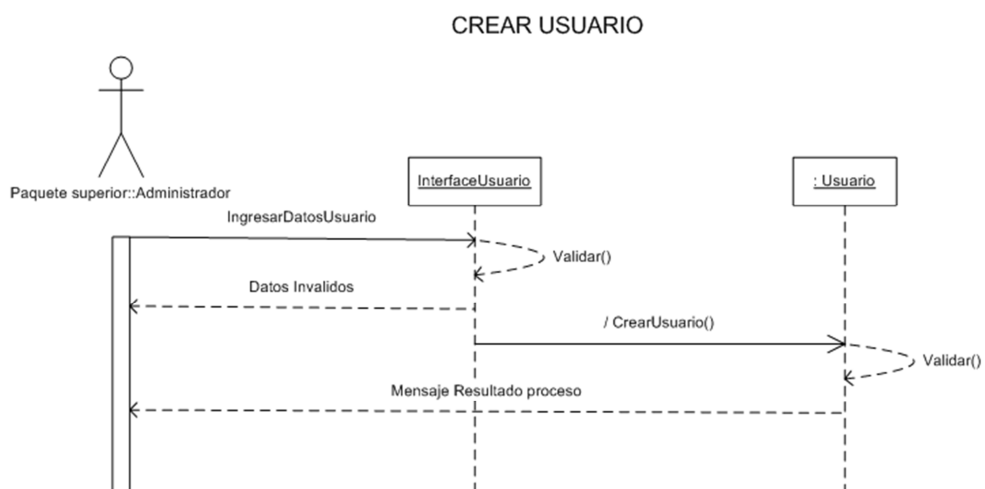 CREAR USUARIO
Paquete superior::Administrador
InterfaceUsuario
: Usuario
IngresarDatosUsuario
Validar()
Datos Invalidos
/ CrearUsuario()
Validar()
Mensaje Resultado proceso